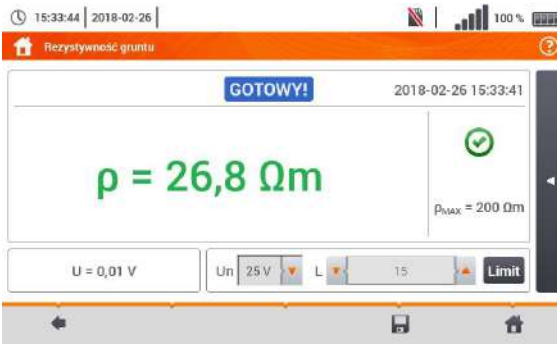 15:33:44 2018-02-26 100 %
Rezystywność gruntu
GOTOWY! 2018-02-26 15:33:41
ρ = 26,8 Ωm
ρMAX = 200 Ωm
U = 0,01 V Un 25 V L 15 Limit